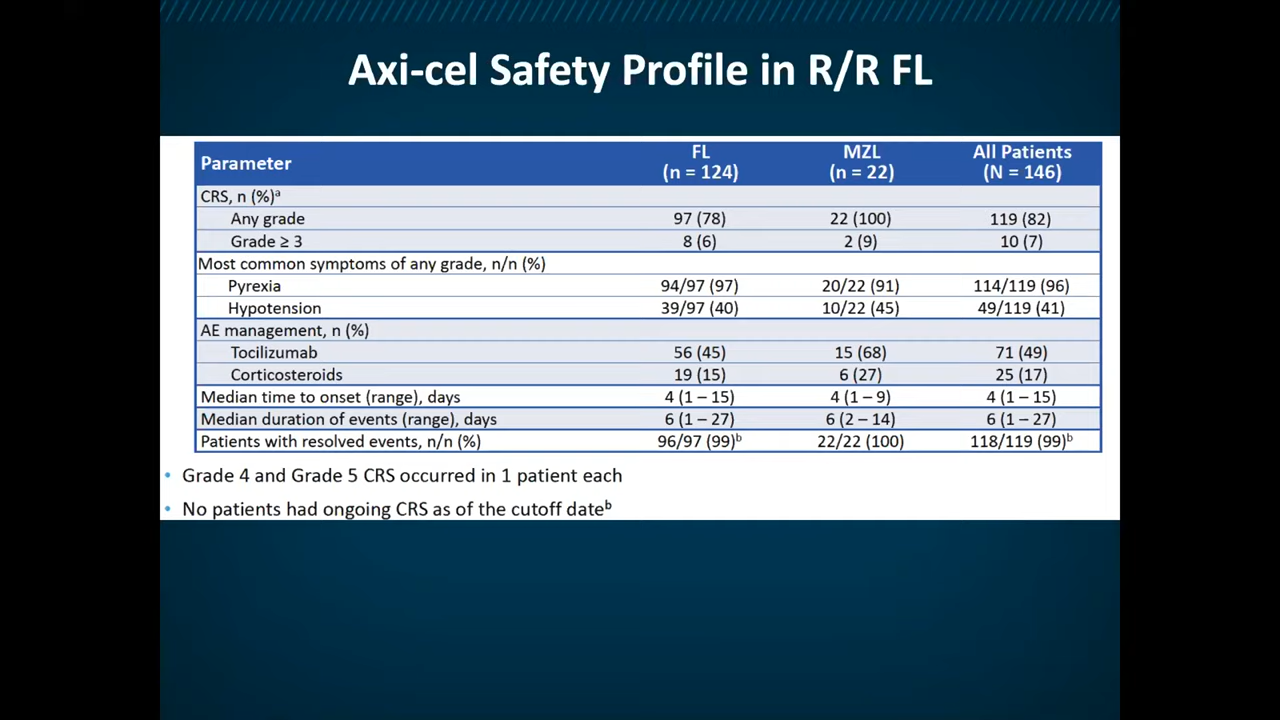 Axi-cel Safety Profile in R/R FL
Parameter FL (n = 124) MZL (n = 22) All Patients (N = 146)
CRS, n (%)ᵃ
Any grade 97 (78) 22 (100) 119 (82)
Grade ≥ 3 8 (6) 2 (9) 10 (7)
Most common symptoms of any grade, n/n (%)
Pyrexia 94/97 (97) 20/22 (91) 114/119 (96)
Hypotension 39/97 (40) 10/22 (45) 49/119 (41)
AE management, n (%)
Tocilizumab 56 (45) 15 (68) 71 (49)
Corticosteroids 19 (15) 6 (27) 25 (17)
Median time to onset (range), days 4 (1 – 15) 4 (1 – 9) 4 (1 – 15)
Median duration of events (range), days 6 (1 – 27) 6 (2 – 14) 6 (1 – 27)
Patients with resolved events, n/n (%) 96/97 (99)ᵇ 22/22 (100) 118/119 (99)ᵇ
• Grade 4 and Grade 5 CRS occurred in 1 patient each
• No patients had ongoing CRS as of the cutoff dateᵇ